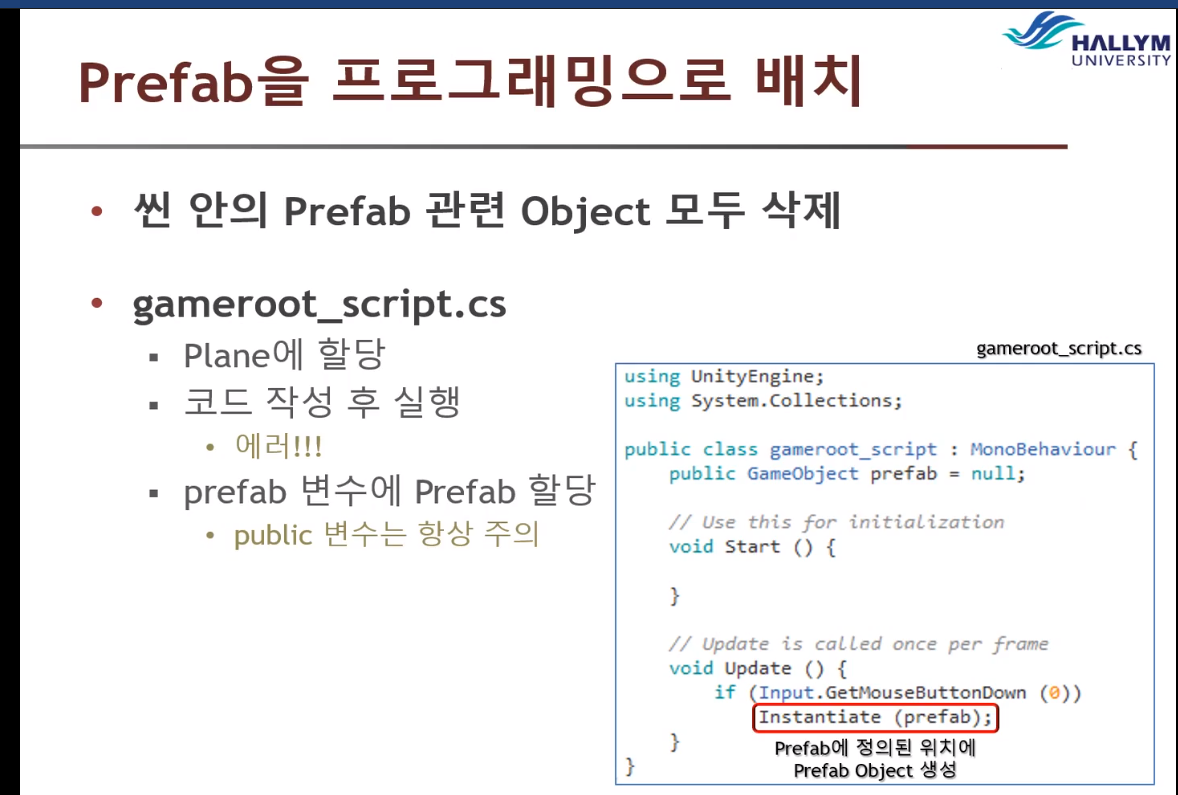 HALLYM
UNIVERSITY
Prefab을 프로그래밍으로 배치
• 씬 안의 Prefab 관련 Object 모두 삭제
• gameroot_script.cs
▪ Plane에 할당
▪ 코드 작성 후 실행
• 에러!!!
▪ prefab 변수에 Prefab 할당
• public 변수는 항상 주의
gameroot_script.cs
using UnityEngine;
using System.Collections;
public class gameroot_script : MonoBehaviour {
public GameObject prefab = null;
// Use this for initialization
void Start () {
}
// Update is called once per frame
void Update () {
if (Input.GetMouseButtonDown (0))
Instantiate (prefab);
}
}
Prefab에 정의된 위치에
Prefab Object 생성